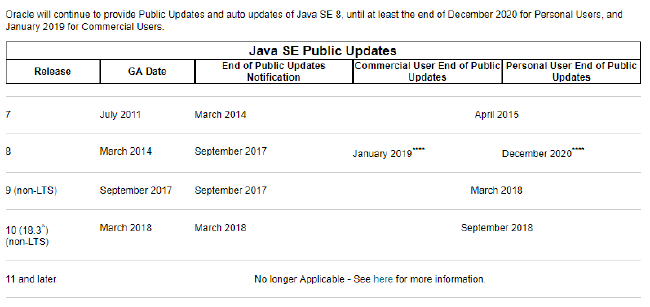 Oracle will continue to provide Public Updates and auto updates of Java SE 8, until at least the end of December 2020 for Personal Users, and
January 2019 for Commercial Users.
Java SE Public Updates
Release GA Date End of Public Updates Notification Commercial User End of Public Updates Personal User End of Public Updates
7 July 2011 March 2014 April 2015
8 March 2014 September 2017 January 2019**** December 2020****
9 (non-LTS) September 2017 September 2017 March 2018
10 (18.3^) (non-LTS) March 2018 March 2018 September 2018
11 and later No longer Applicable - See here for more information.